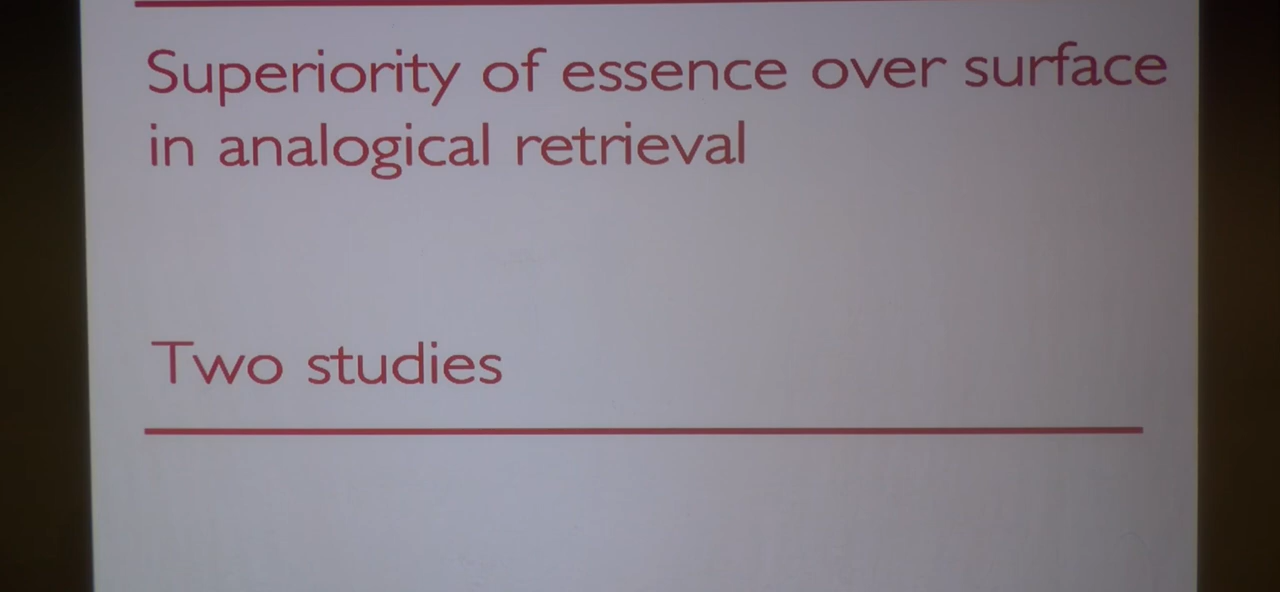 Superiority of essence over surface
in analogical retrieval
Two studies